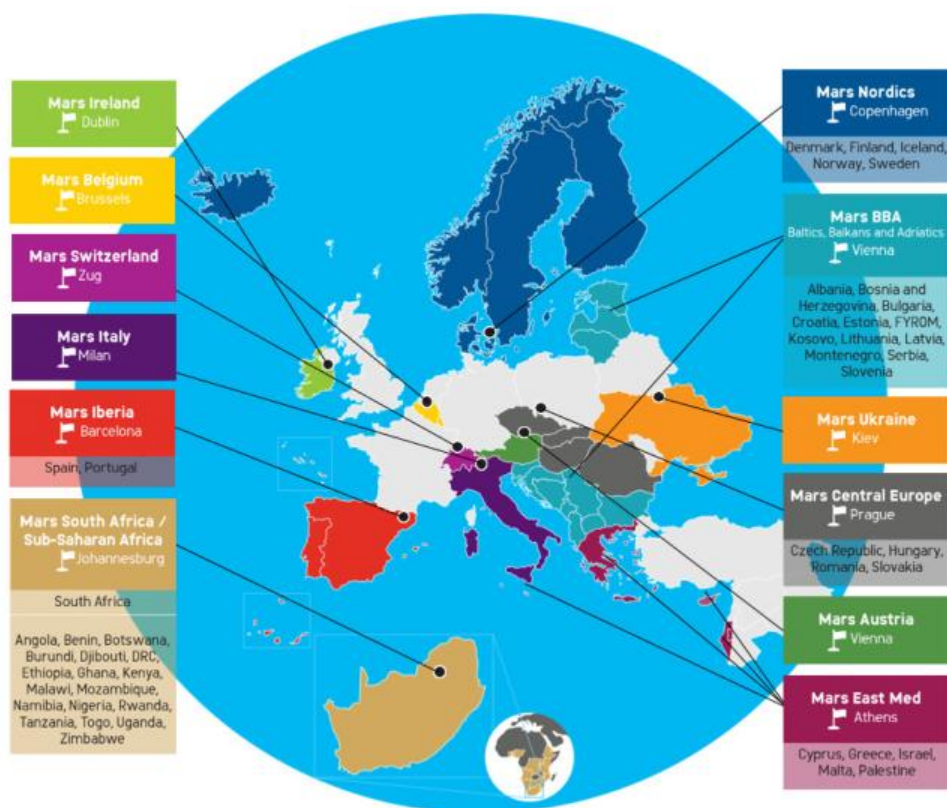 Mars Ireland
Dublin
Mars Belgium
Brussels
Mars Switzerland
Zug
Mars Italy
Milan
Mars Iberia
Barcelona
Spain, Portugal
Mars South Africa /
Sub-Saharan Africa
Johannesburg
South Africa
Angola, Benin, Botswana,
Burundi, Djibouti, DRC,
Ethiopia, Ghana, Kenya,
Malawi, Mozambique,
Namibia, Nigeria, Rwanda,
Tanzania, Togo, Uganda,
Zimbabwe
Mars Nordics
Copenhagen
Denmark, Finland, Iceland,
Norway, Sweden
Mars BBA
Baltics, Balkans and Adriatics
Vienna
Albania, Bosnia and
Herzegovina, Bulgaria,
Croatia, Estonia, FYROM,
Kosovo, Lithuania, Latvia,
Montenegro, Serbia,
Slovenia
Mars Ukraine
Kiev
Mars Central Europe
Prague
Czech Republic, Hungary,
Romania, Slovakia
Mars Austria
Vienna
Mars East Med
Athens
Cyprus, Greece, Israel,
Malta, Palestine